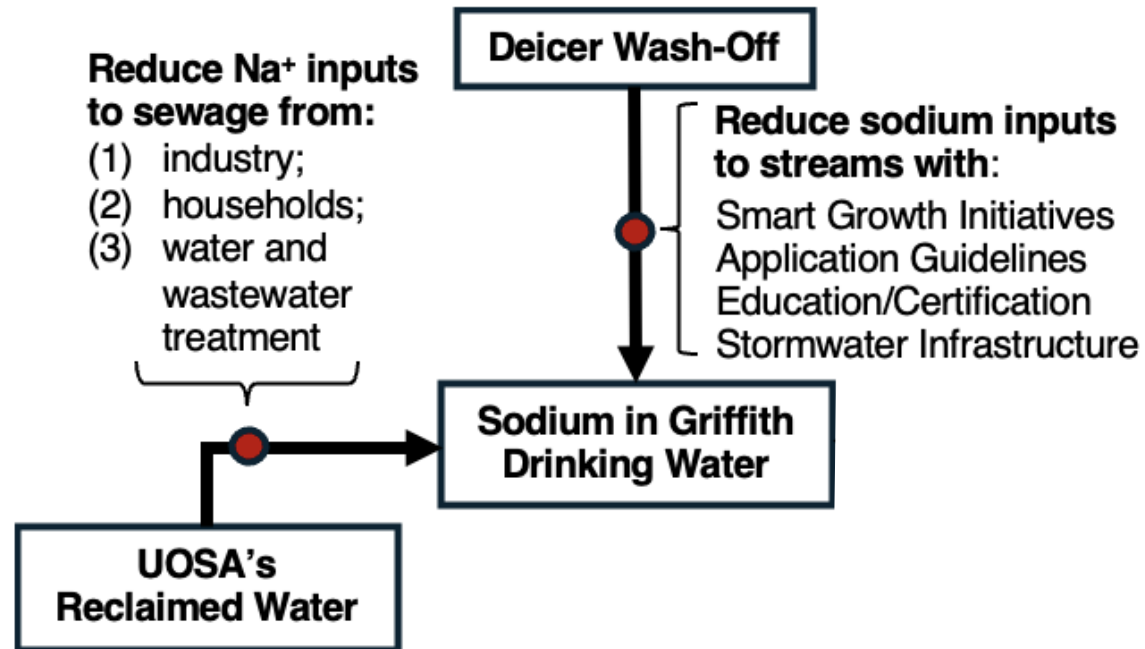 Deicer Wash-Off
Reduce Na⁺ inputs
to sewage from:
(1) industry;
(2) households;
(3) water and
wastewater
treatment
Reduce sodium inputs
to streams with:
Smart Growth Initiatives
Application Guidelines
Education/Certification
Stormwater Infrastructure
Sodium in Griffith
Drinking Water
UOSA's
Reclaimed Water